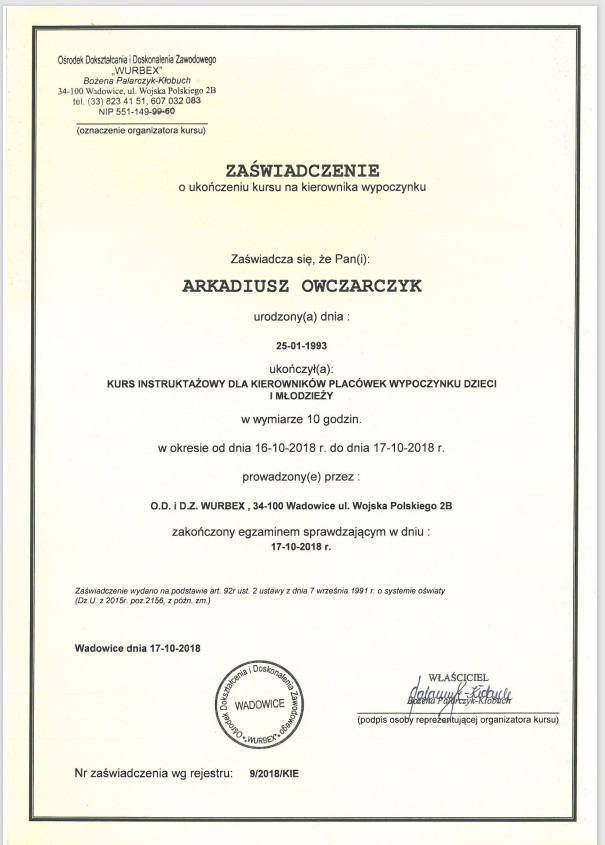 Ośrodek Dokształcania i Doskonalenia Zawodowego
„WURBEX"
Bożena Palarczyk-Kłobuch
34-100 Wadowice, ul. Wojska Polskiego 2B
tel. (33) 823 41 51, 607 032 083
NIP 551-149-99-60
(oznaczenie organizatora kursu)
ZAŚWIADCZENIE
o ukończeniu kursu na kierownika wypoczynku
Zaświadcza się, że Pan(i):
ARKADIUSZ OWCZARCZYK
urodzony(a) dnia :
25-01-1993
ukończył(a):
KURS INSTRUKTAŻOWY DLA KIEROWNIKÓW PLACÓWEK WYPOCZYNKU DZIECI
I MŁODZIEŻY
w wymiarze 10 godzin.
w okresie od dnia 16-10-2018 r. do dnia 17-10-2018 r.
prowadzony(e) przez :
O.D. i D.Z. WURBEX , 34-100 Wadowice ul. Wojska Polskiego 2B
zakończony egzaminem sprawdzającym w dniu :
17-10-2018 r.
Zaświadczenie wydano na podstawie art. 92r ust. 2 ustawy z dnia 7 września 1991 r. o systemie oświaty
(Dz.U. z 2015r. poz.2156, z późn. zm.)
Wadowice dnia 17-10-2018
Ośrodek Dokształcania i Doskonalenia Zawodowego
WADOWICE
„WURBEX"
WŁAŚCICIEL
Bożena Palarczyk-Kłobuch
(podpis osoby reprezentującej organizatora kursu)
Nr zaświadczenia wg rejestru: 9/2018/KIE